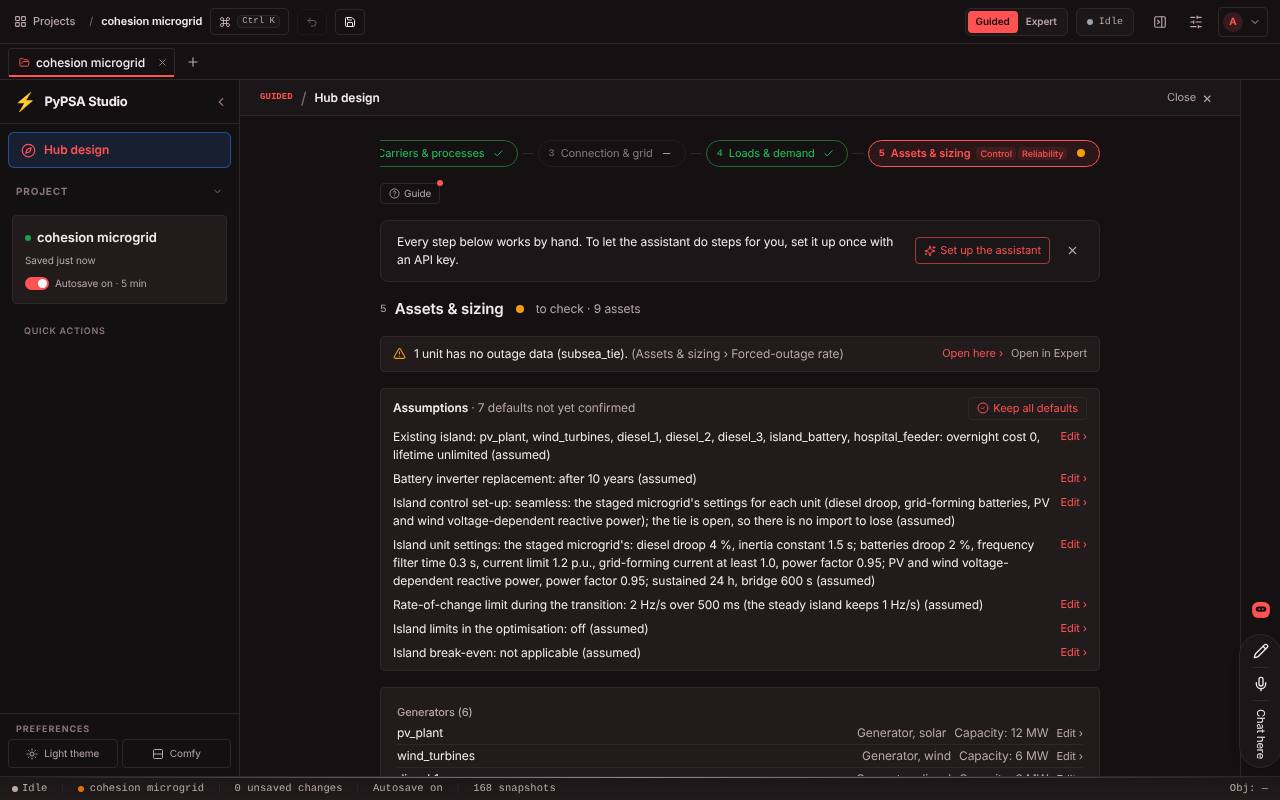 Projects / cohesion microgrid ⌘ Ctrl K Guided Expert Idle A
cohesion microgrid × +
PyPSA Studio
GUIDED / Hub design Close ×
Hub design
Carriers & processes ✓ 3 Connection & grid – 4 Loads & demand ✓ 5 Assets & sizing Control Reliability
PROJECT
Guide
cohesion microgrid
Saved just now
Autosave on · 5 min
QUICK ACTIONS
Every step below works by hand. To let the assistant do steps for you, set it up once with
an API key.
Set up the assistant ×
5 Assets & sizing to check · 9 assets
1 unit has no outage data (subsea_tie). (Assets & sizing › Forced-outage rate) Open here › Open in Expert
Assumptions · 7 defaults not yet confirmed Keep all defaults
Existing island: pv_plant, wind_turbines, diesel_1, diesel_2, diesel_3, island_battery, hospital_feeder: overnight cost 0, Edit ›
lifetime unlimited (assumed)
Battery inverter replacement: after 10 years (assumed) Edit ›
Island control set-up: seamless: the staged microgrid's settings for each unit (diesel droop, grid-forming batteries, PV Edit ›
and wind voltage-dependent reactive power); the tie is open, so there is no import to lose (assumed)
Island unit settings: the staged microgrid's: diesel droop 4 %, inertia constant 1.5 s; batteries droop 2 %, frequency Edit ›
filter time 0.3 s, current limit 1.2 p.u., grid-forming current at least 1.0, power factor 0.95; PV and wind voltage-
dependent reactive power, power factor 0.95; sustained 24 h, bridge 600 s (assumed)
Rate-of-change limit during the transition: 2 Hz/s over 500 ms (the steady island keeps 1 Hz/s) (assumed) Edit ›
Island limits in the optimisation: off (assumed) Edit ›
Island break-even: not applicable (assumed) Edit ›
Generators (6)
pv_plant Generator, solar Capacity: 12 MW Edit ›
wind_turbines Generator, wind Capacity: 6 MW Edit ›
Chat here
PREFERENCES
Light theme Comfy
Idle cohesion microgrid 0 unsaved changes Autosave on 168 snapshots Obj: —